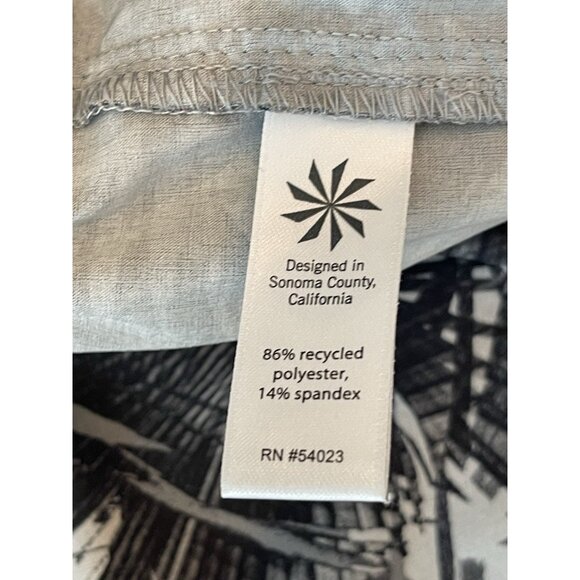 Designed in
Sonoma County,
California
86% recycled
polyester,
14% spandex
RN #54023